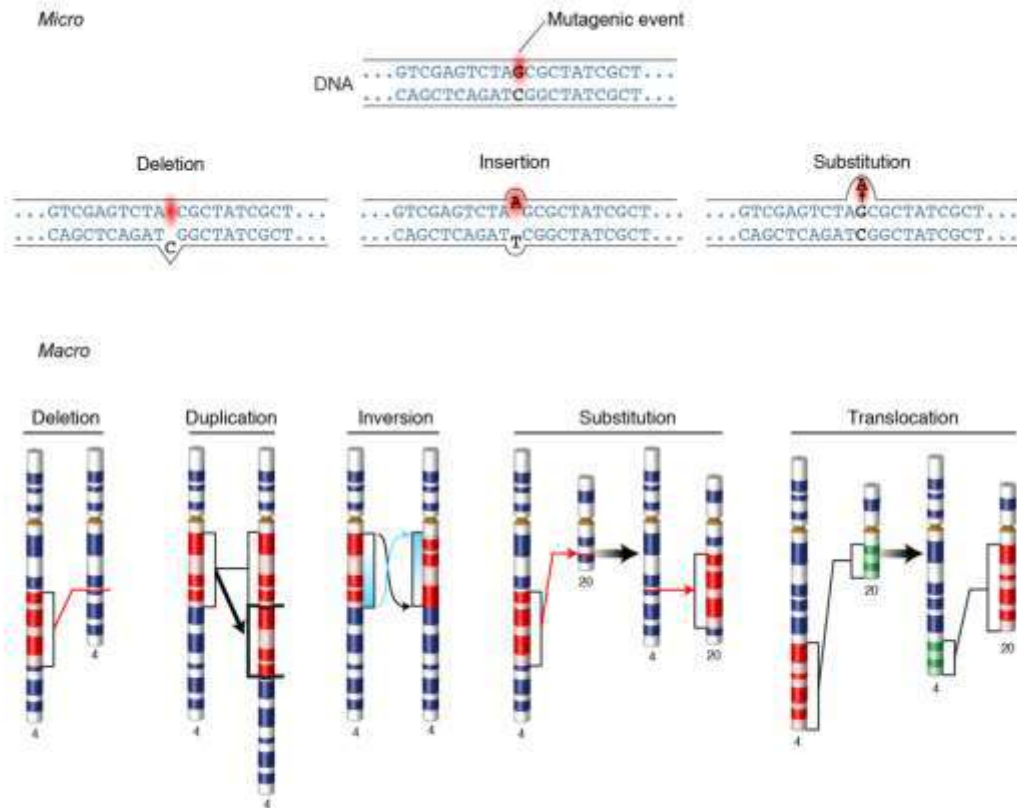 Micro
Mutagenic event
DNA
...GTCGAGTCTAGCGCTATCGCT...
...CAGCTCAGATCGGCTATCGCT...
Deletion
Insertion
Substitution
...GTCGAGTCTA CGCTATCGCT...
...CAGCTCAGAT C GGCTATCGCT...
A
...GTCGAGTCTA GCGCTATCGCT...
...CAGCTCAGAT T CGGCTATCGCT...
A
...GTCGAGTCTAGCGCTATCGCT...
...CAGCTCAGATCGGCTATCGCT...
Macro
Deletion
Duplication
Inversion
Substitution
Translocation
4
4
4
4
4
4
4
20
4
20
4
20
4
20